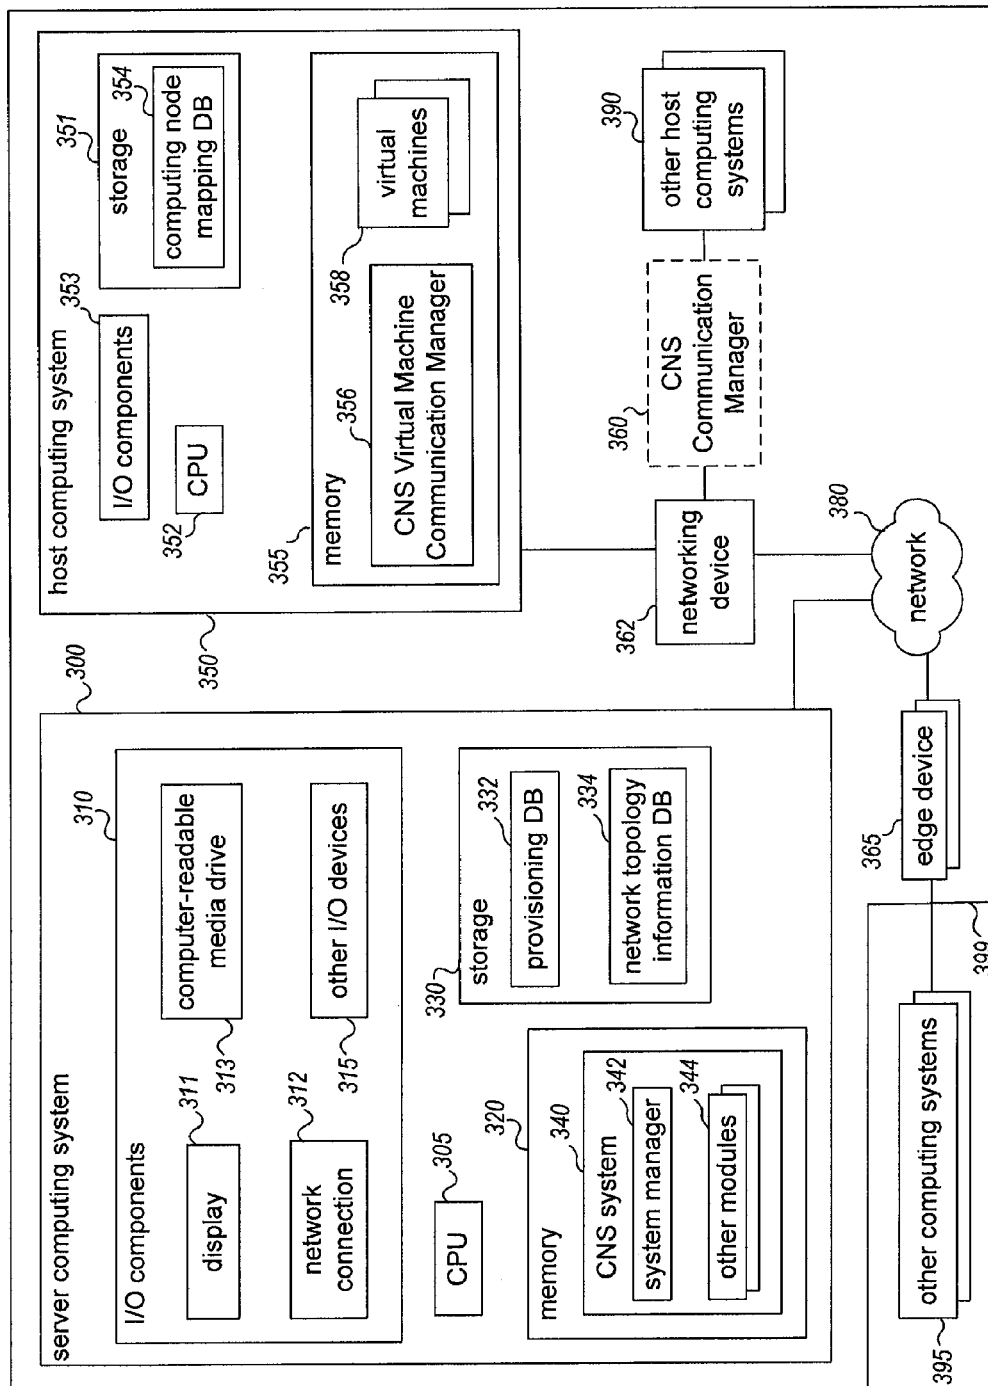 server computing system
300
I/O components
310
display
311
computer-readable
media drive
313
network
connection
312
other I/O devices
315
CPU
305
memory
320
CNS system
340
system manager
342
other modules
344
storage
330
provisioning DB
332
network topology
information DB
334
host computing system
350
I/O components
353
CPU
352
storage
351
computing node
mapping DB
354
memory
355
CNS Virtual Machine
Communication Manager
356
virtual
machines
358
networking
device
362
CNS
Communication
Manager
360
other host
computing
systems
390
network
380
edge device
365
other computing systems
395
399